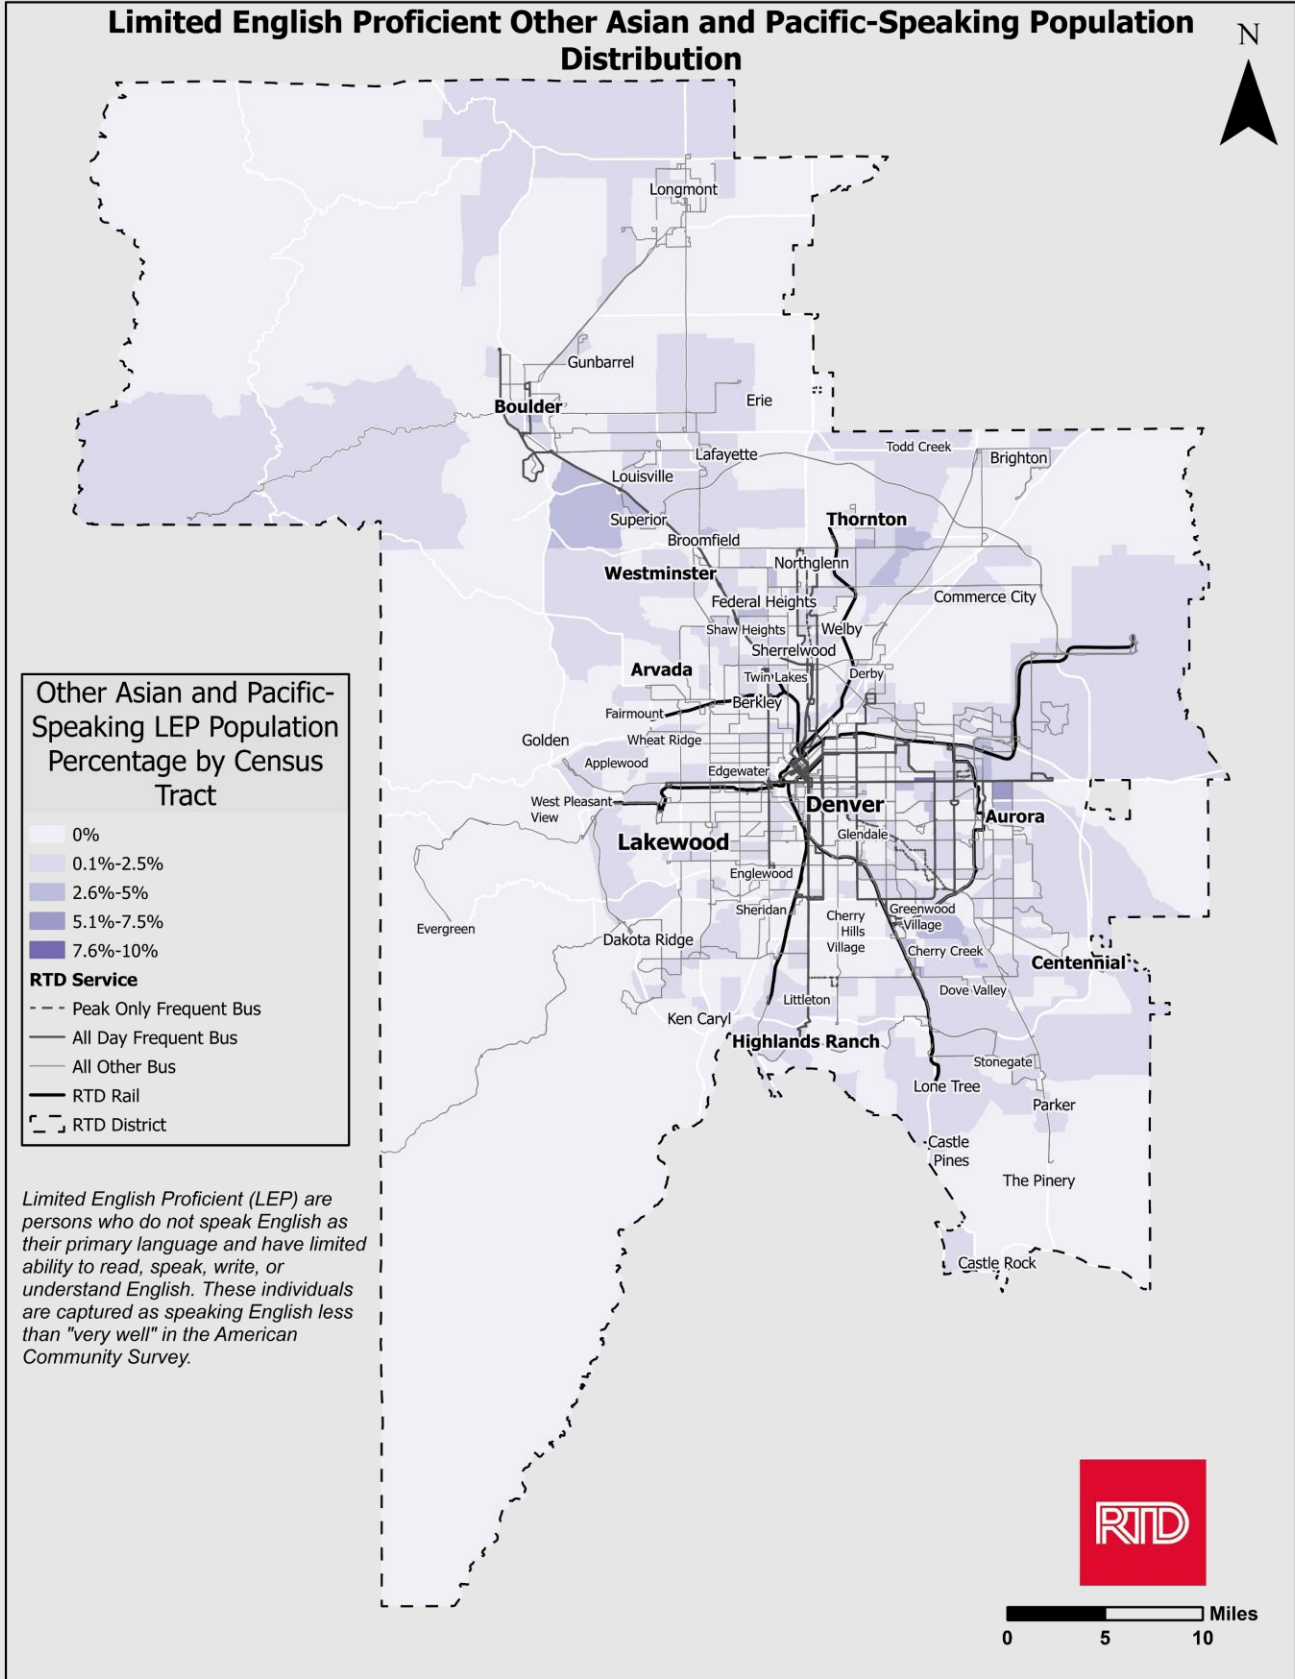 Limited English Proficient Other Asian and Pacific-Speaking Population
Distribution
N
Longmont
Gunbarrel
Boulder
Erie
Lafayette
Todd Creek
Brighton
Louisville
Superior
Thornton
Broomfield
Northglenn
Westminster
Federal Heights
Commerce City
Shaw Heights
Welby
Sherrelwood
Arvada
Twin Lakes
Derby
Berkley
Fairmount
Golden
Wheat Ridge
Applewood
Edgewater
West Pleasant
View
Denver
Aurora
Lakewood
Glendale
Englewood
Sheridan
Cherry
Hills
Village
Greenwood
Village
Evergreen
Dakota Ridge
Cherry Creek
Centennial
Dove Valley
Littleton
Ken Caryl
Highlands Ranch
Stonegate
Lone Tree
Parker
Castle
Pines
The Pinery
Castle Rock
Other Asian and Pacific-
Speaking LEP Population
Percentage by Census
Tract
0%
0.1%-2.5%
2.6%-5%
5.1%-7.5%
7.6%-10%
RTD Service
Peak Only Frequent Bus
All Day Frequent Bus
All Other Bus
RTD Rail
RTD District
Limited English Proficient (LEP) are
persons who do not speak English as
their primary language and have limited
ability to read, speak, write, or
understand English. These individuals
are captured as speaking English less
than "very well" in the American
Community Survey.
RTD
Miles
0 5 10